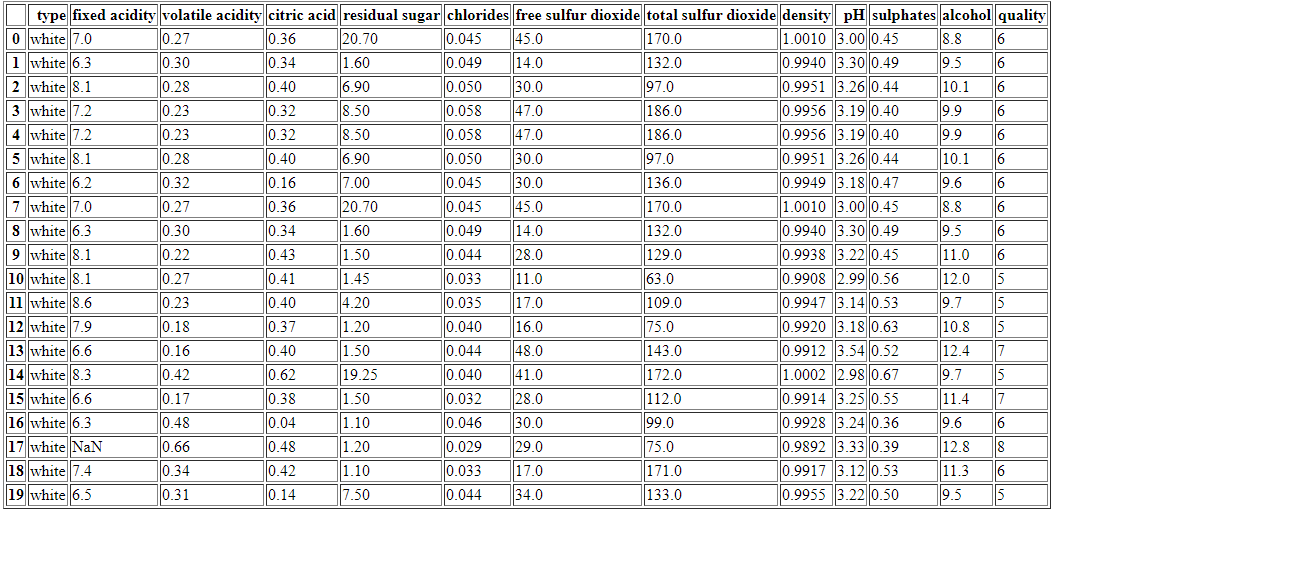 type fixed acidity volatile acidity citric acid residual sugar chlorides free sulfur dioxide total sulfur dioxide density pH sulphates alcohol quality
0 white 7.0 0.27 0.36 20.70 0.045 45.0 170.0 1.0010 3.00 0.45 8.8 6
1 white 6.3 0.30 0.34 1.60 0.049 14.0 132.0 0.9940 3.30 0.49 9.5 6
2 white 8.1 0.28 0.40 6.90 0.050 30.0 97.0 0.9951 3.26 0.44 10.1 6
3 white 7.2 0.23 0.32 8.50 0.058 47.0 186.0 0.9956 3.19 0.40 9.9 6
4 white 7.2 0.23 0.32 8.50 0.058 47.0 186.0 0.9956 3.19 0.40 9.9 6
5 white 8.1 0.28 0.40 6.90 0.050 30.0 97.0 0.9951 3.26 0.44 10.1 6
6 white 6.2 0.32 0.16 7.00 0.045 30.0 136.0 0.9949 3.18 0.47 9.6 6
7 white 7.0 0.27 0.36 20.70 0.045 45.0 170.0 1.0010 3.00 0.45 8.8 6
8 white 6.3 0.30 0.34 1.60 0.049 14.0 132.0 0.9940 3.30 0.49 9.5 6
9 white 8.1 0.22 0.43 1.50 0.044 28.0 129.0 0.9938 3.22 0.45 11.0 6
10 white 8.1 0.27 0.41 1.45 0.033 11.0 63.0 0.9908 2.99 0.56 12.0 5
11 white 8.6 0.23 0.40 4.20 0.035 17.0 109.0 0.9947 3.14 0.53 9.7 5
12 white 7.9 0.18 0.37 1.20 0.040 16.0 75.0 0.9920 3.18 0.63 10.8 5
13 white 6.6 0.16 0.40 1.50 0.044 48.0 143.0 0.9912 3.54 0.52 12.4 7
14 white 8.3 0.42 0.62 19.25 0.040 41.0 172.0 1.0002 2.98 0.67 9.7 5
15 white 6.6 0.17 0.38 1.50 0.032 28.0 112.0 0.9914 3.25 0.55 11.4 7
16 white 6.3 0.48 0.04 1.10 0.046 30.0 99.0 0.9928 3.24 0.36 9.6 6
17 white NaN 0.66 0.48 1.20 0.029 29.0 75.0 0.9892 3.33 0.39 12.8 8
18 white 7.4 0.34 0.42 1.10 0.033 17.0 171.0 0.9917 3.12 0.53 11.3 6
19 white 6.5 0.31 0.14 7.50 0.044 34.0 133.0 0.9955 3.22 0.50 9.5 5